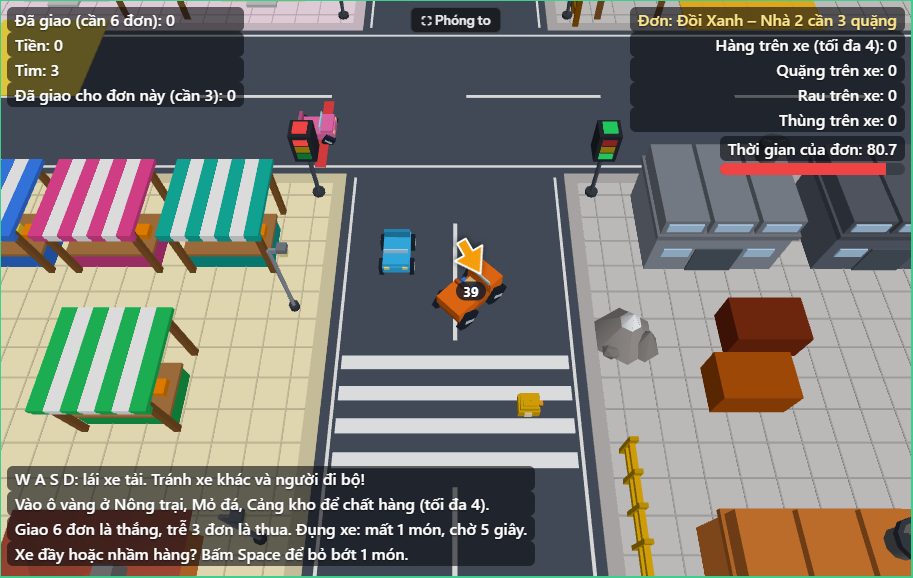 Đã giao (cần 6 đơn): 0
Tiền: 0
Tim: 3
Đã giao cho đơn này (cần 3): 0
Phóng to
Đơn: Đồi Xanh – Nhà 2 cần 3 quặng
Hàng trên xe (tối đa 4): 0
Quặng trên xe: 0
Rau trên xe: 0
Thùng trên xe: 0
Thời gian của đơn: 80.7
39
W A S D: lái xe tải. Tránh xe khác và người đi bộ!
Vào ô vàng ở Nông trại, Mỏ đá, Cảng kho để chất hàng (tối đa 4).
Giao 6 đơn là thắng, trễ 3 đơn là thua. Đụng xe: mất 1 món, chờ 5 giây.
Xe đầy hoặc nhầm hàng? Bấm Space để bỏ bớt 1 món.